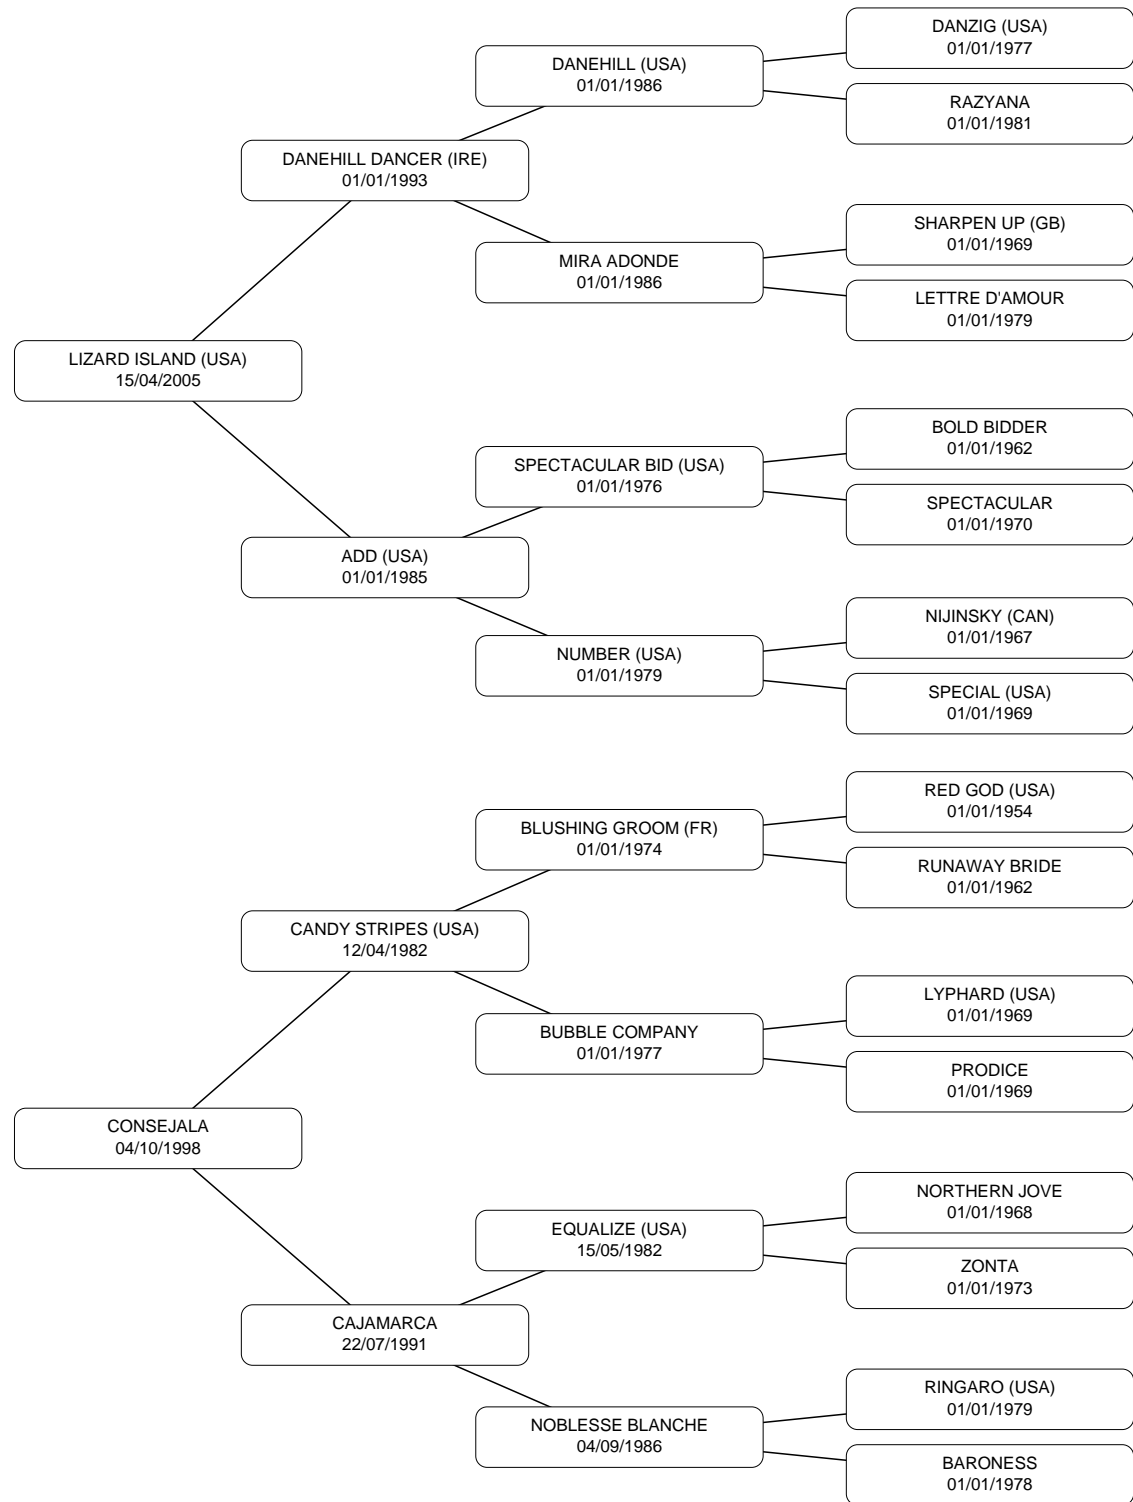 DANZIG (USA)
01/01/1977
DANEHILL (USA)
01/01/1986
RAZYANA
01/01/1981
DANEHILL DANCER (IRE)
01/01/1993
SHARPEN UP (GB)
01/01/1969
MIRA ADONDE
01/01/1986
LETTRE D'AMOUR
01/01/1979
LIZARD ISLAND (USA)
15/04/2005
BOLD BIDDER
01/01/1962
SPECTACULAR BID (USA)
01/01/1976
SPECTACULAR
01/01/1970
ADD (USA)
01/01/1985
NIJINSKY (CAN)
01/01/1967
NUMBER (USA)
01/01/1979
SPECIAL (USA)
01/01/1969
RED GOD (USA)
01/01/1954
BLUSHING GROOM (FR)
01/01/1974
RUNAWAY BRIDE
01/01/1962
CANDY STRIPES (USA)
12/04/1982
LYPHARD (USA)
01/01/1969
BUBBLE COMPANY
01/01/1977
PRODICE
01/01/1969
CONSEJALA
04/10/1998
NORTHERN JOVE
01/01/1968
EQUALIZE (USA)
15/05/1982
ZONTA
01/01/1973
CAJAMARCA
22/07/1991
RINGARO (USA)
01/01/1979
NOBLESSE BLANCHE
04/09/1986
BARONESS
01/01/1978